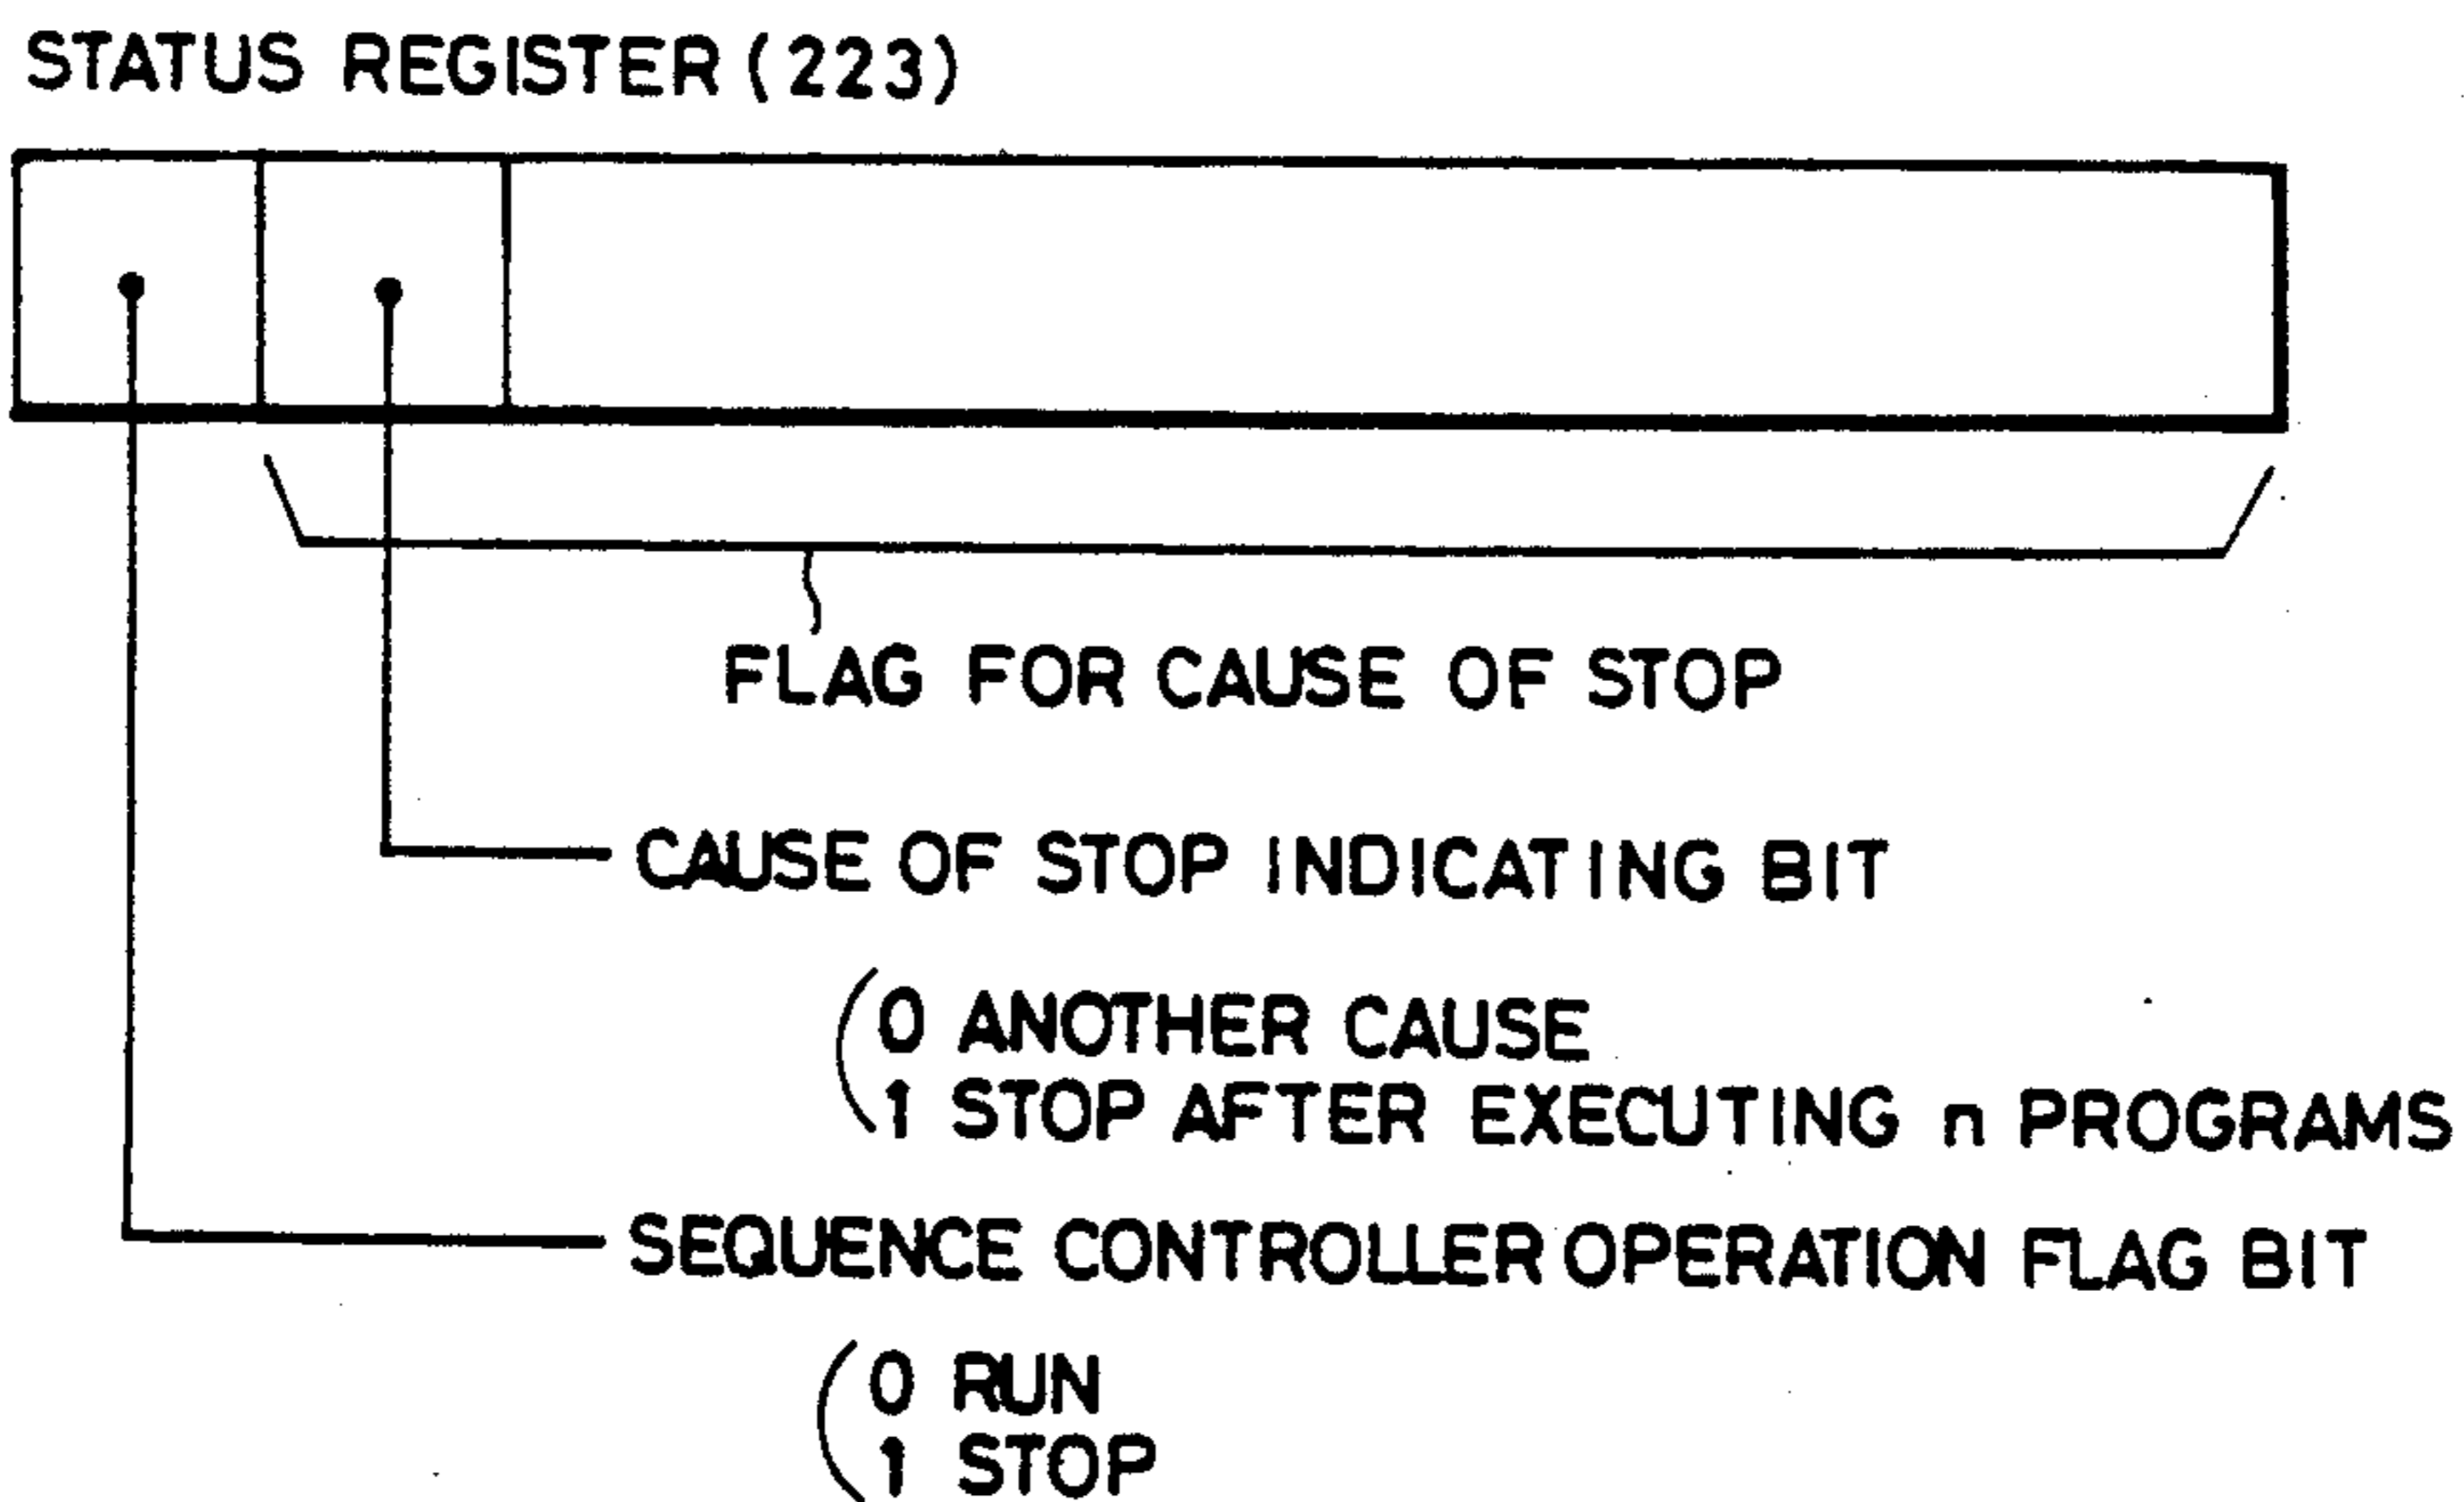 STATUS REGISTER (223)
FLAG FOR CAUSE OF STOP
CAUSE OF STOP INDICATING BIT
0 ANOTHER CAUSE
1 STOP AFTER EXECUTING n PROGRAMS
SEQUENCE CONTROLLER OPERATION FLAG BIT
0 RUN
1 STOP